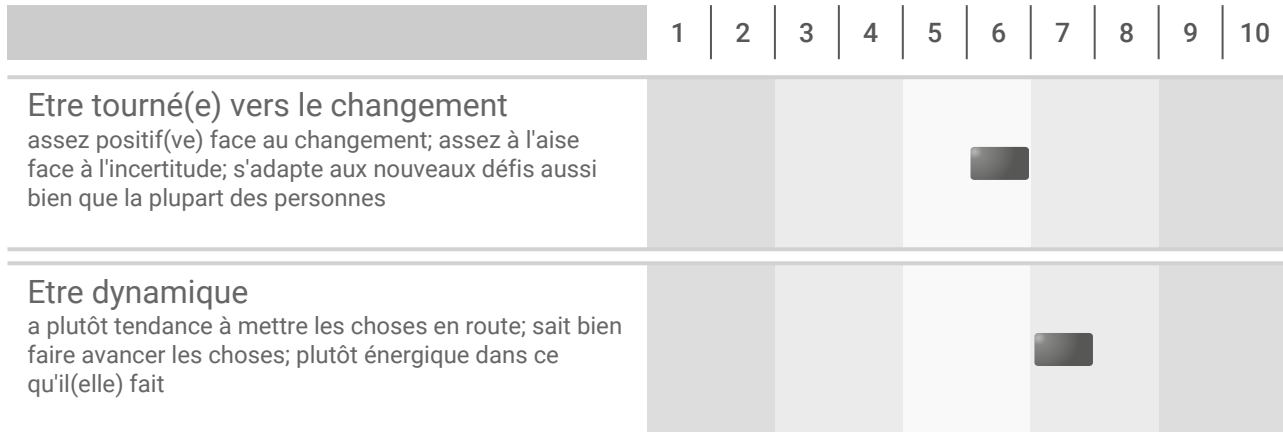 1 2 3 4 5 6 7 8 9 10
Etre tourné(e) vers le changement
assez positif(ve) face au changement; assez à l'aise
face à l'incertitude; s'adapte aux nouveaux défis aussi
bien que la plupart des personnes
Etre dynamique
a plutôt tendance à mettre les choses en route; sait bien
faire avancer les choses; plutôt énergique dans ce
qu'il(elle) fait